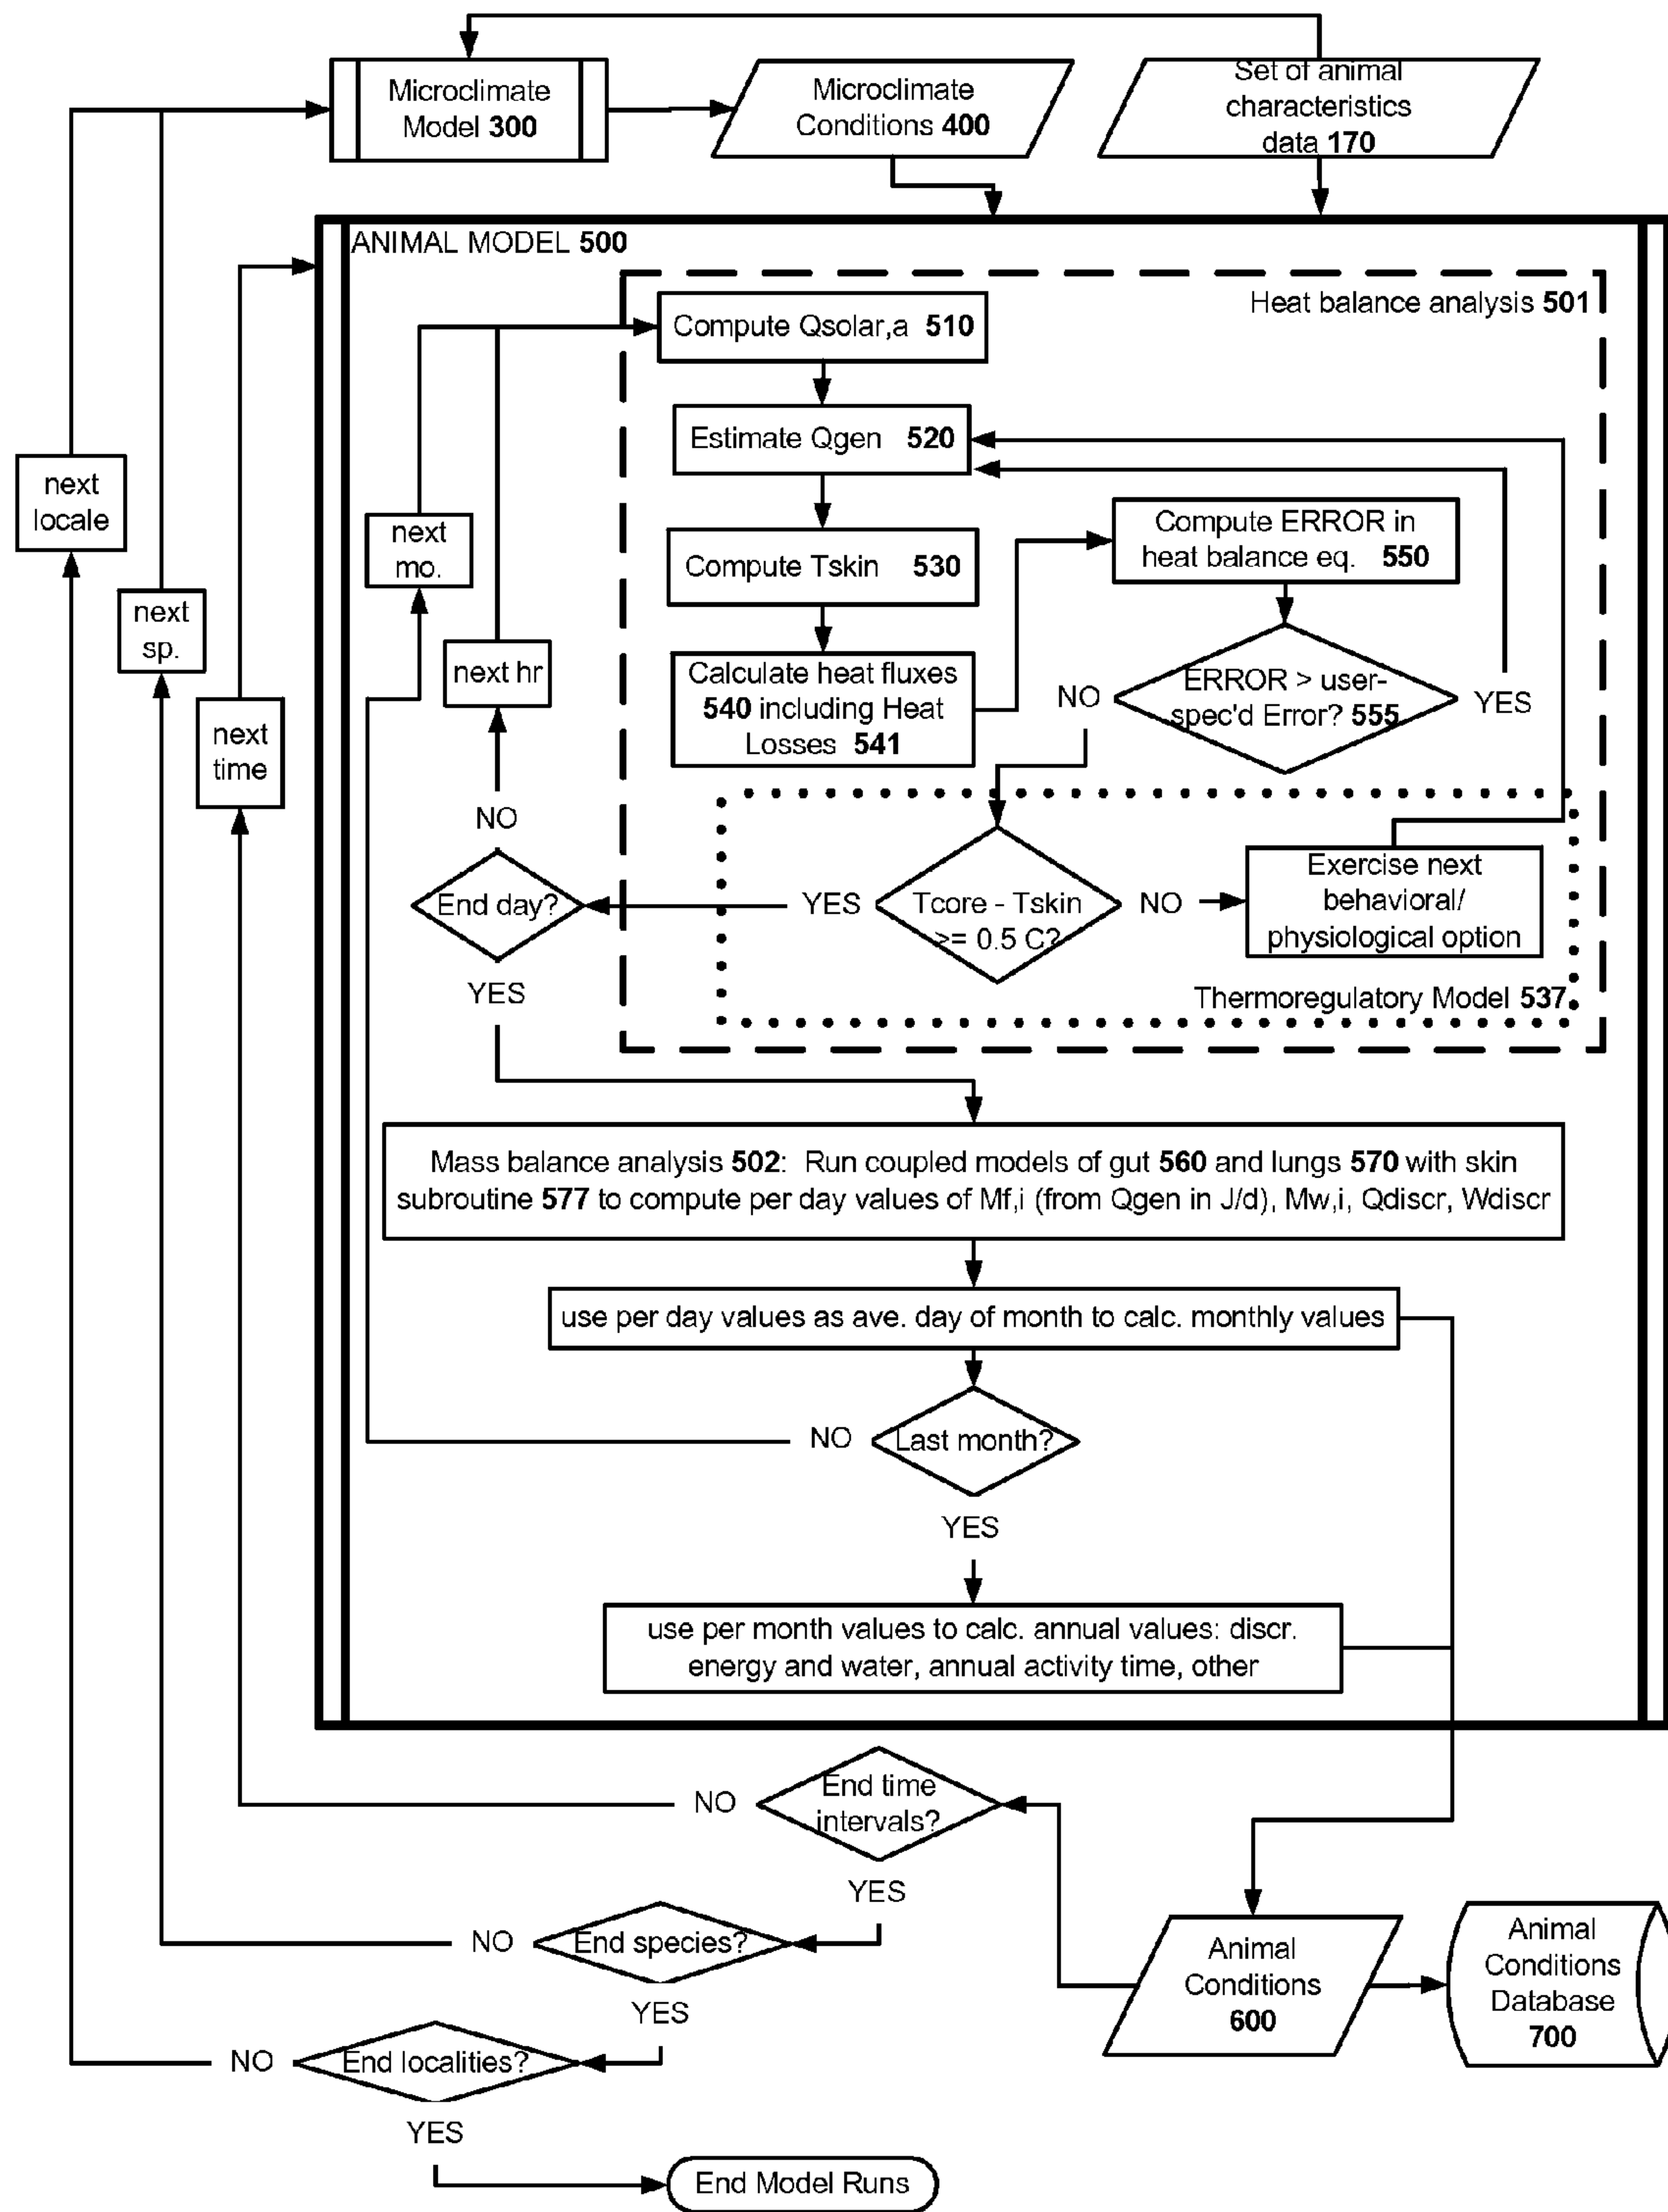 Microclimate
Model 300
Microclimate
Conditions 400
Set of animal
characteristics
data 170
ANIMAL MODEL 500
Heat balance analysis 501
Compute Qsolar,a 510
Estimate Qgen 520
Compute Tskin 530
Calculate heat fluxes
540 including Heat
Losses 541
Compute ERROR in
heat balance eq. 550
ERROR > user-
spec'd Error? 555
NO
YES
next
locale
next
sp.
next
time
next
mo.
next hr
NO
End day?
YES
YES
Tcore - Tskin
>= 0.5 C?
NO
Exercise next
behavioral/
physiological option
Thermoregulatory Model 537
Mass balance analysis 502: Run coupled models of gut 560 and lungs 570 with skin
subroutine 577 to compute per day values of Mf,i (from Qgen in J/d), Mw,i, Qdiscr, Wdiscr
use per day values as ave. day of month to calc. monthly values
NO
Last month?
YES
use per month values to calc. annual values: discr.
energy and water, annual activity time, other
NO
End time
intervals?
YES
NO
End species?
YES
NO
End localities?
YES
Animal
Conditions
600
Animal
Conditions
Database
700
End Model Runs